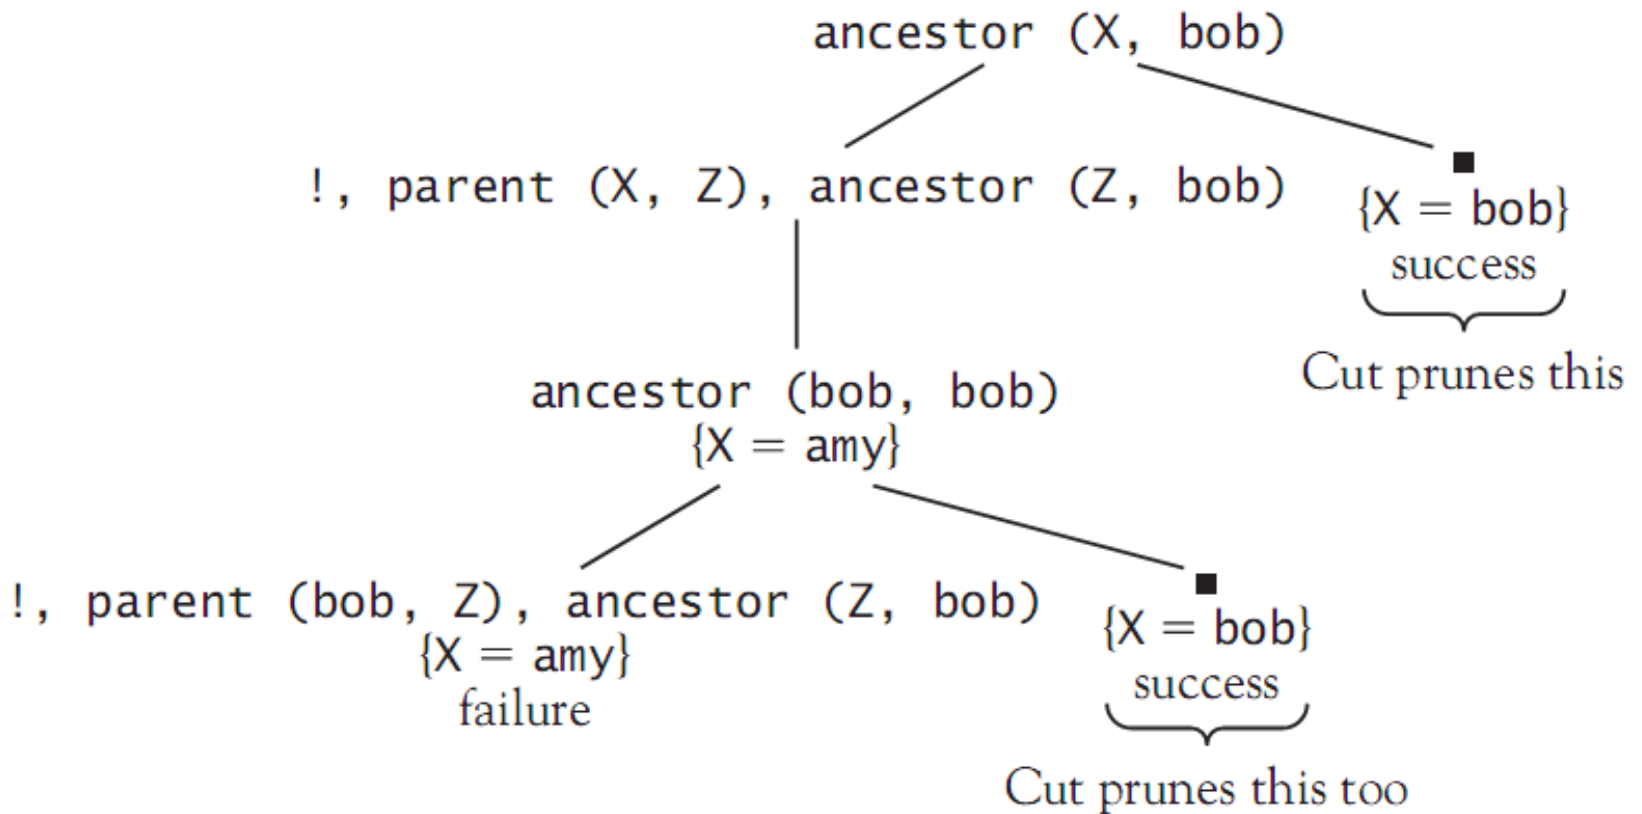 ancestor (X, bob)
!, parent (X, Z), ancestor (Z, bob)
{X = bob}
success
Cut prunes this
ancestor (bob, bob)
{X = amy}
!, parent (bob, Z), ancestor (Z, bob)
{X = amy}
failure
{X = bob}
success
Cut prunes this too